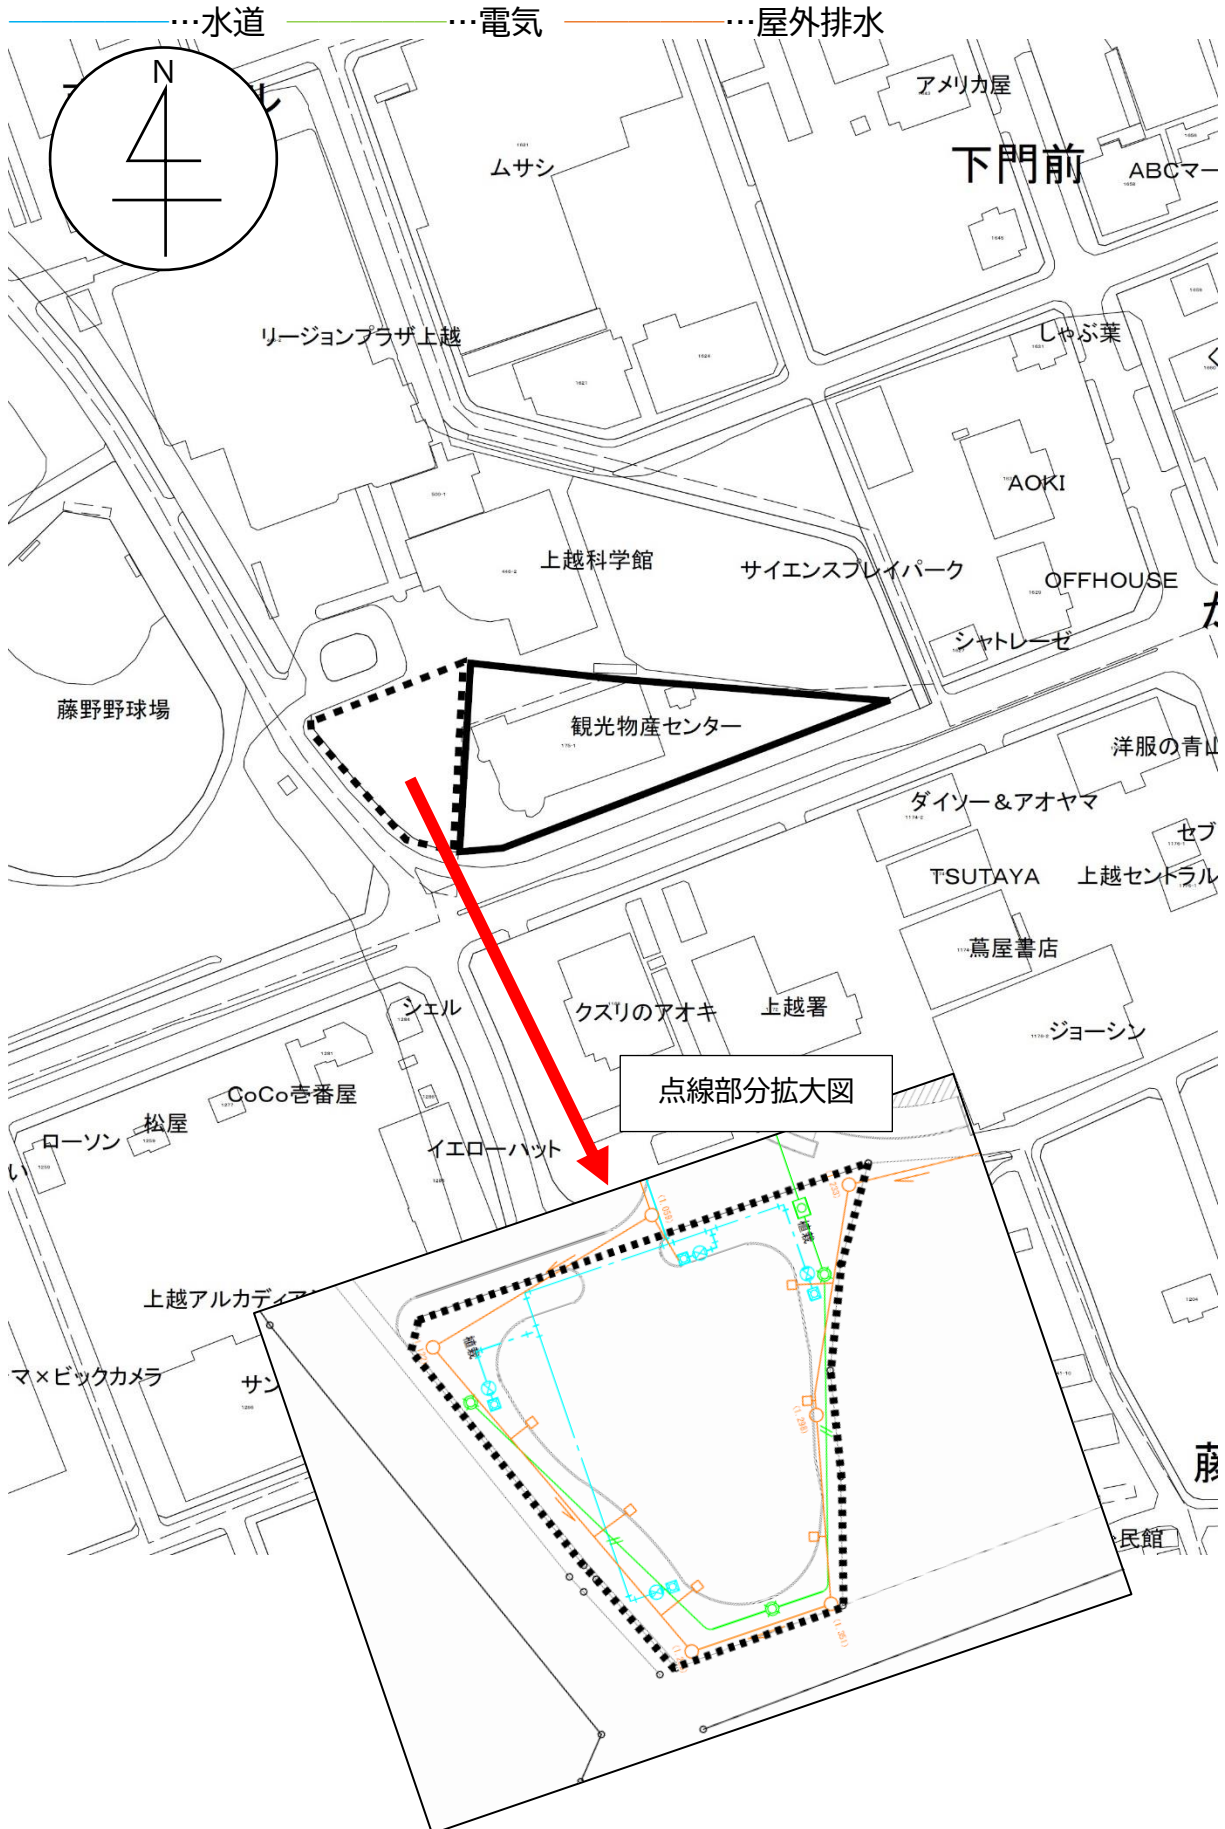 …水道 …電気 …屋外排水
N
アメリカ屋
ムサシ
下門前
ABCマー
リージョンプラザ上越
しゃぶ葉
く
AOKI
上越科学館
サイエンスプレイパーク
OFFHOUSE
シャトレーゼ
藤野野球場
観光物産センター
洋服の青山
ダイソー&アオヤマ
セブ
TSUTAYA
上越セントラル
蔦屋書店
シェル
クスリのアオキ
上越署
ジョーシン
点線部分拡大図
CoCo壱番屋
松屋
ローソン
イエローハット
い
植栽
上越アルカディア
植栽
マ×ビックカメラ
サン
藤
民館